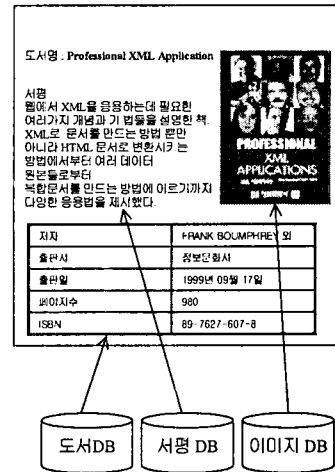 도서명 : Professional XML Application
서평
웹에서 XML을 응용하는데 필요한
여러가지 개념과 기법들을 설명한 책.
XML로 문서를 만드는 방법 뿐만
아니라 HTML 문서로 변환시키는
방법에서부터 여러 데이터
원본들로부터
복합문서를 만드는 방법에 이르기까지
다양한 응용법을 제시했다.
PROFESSIONAL
XML
APPLICATIONS
저자 FRANK BOUMPHREY 외
출판사 정보문화사
출판일 1999년 09월 17일
페이지수 980
ISBN 89-7627-607-8
도서DB 서평 DB 이미지 DB